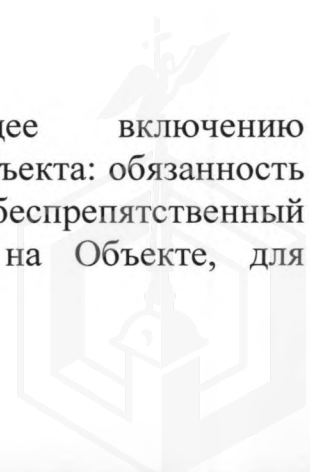 щее включению
ъекта: обязанность
беспрепятственный
на Объекте, для